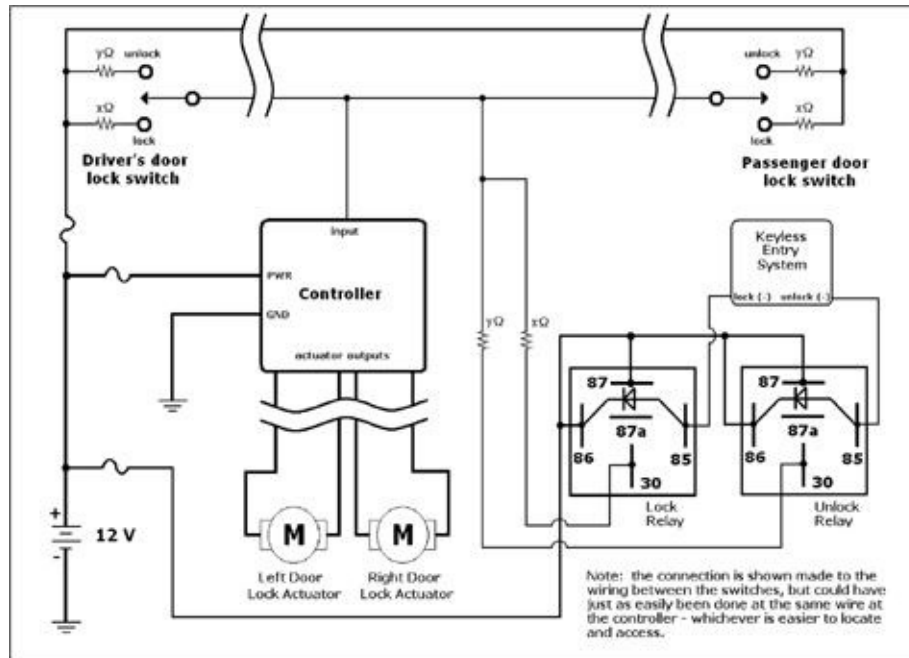 yΩ
unlock
xΩ
lock
Driver's door
lock switch
unlock
yΩ
xΩ
lock
Passenger door
lock switch
input
PWR
Controller
GND
actuator outputs
Keyless
Entry
System
lock (-) unlock (-)
yΩ
xΩ
87
87a
86
85
30
Lock
Relay
87
87a
86
85
30
Unlock
Relay
+
12 V
-
M
Left Door
Lock Actuator
M
Right Door
Lock Actuator
Note: the connection is shown made to the
wiring between the switches, but could have
just as easily been done at the same wire at
the controller - whichever is easier to locate
and access.